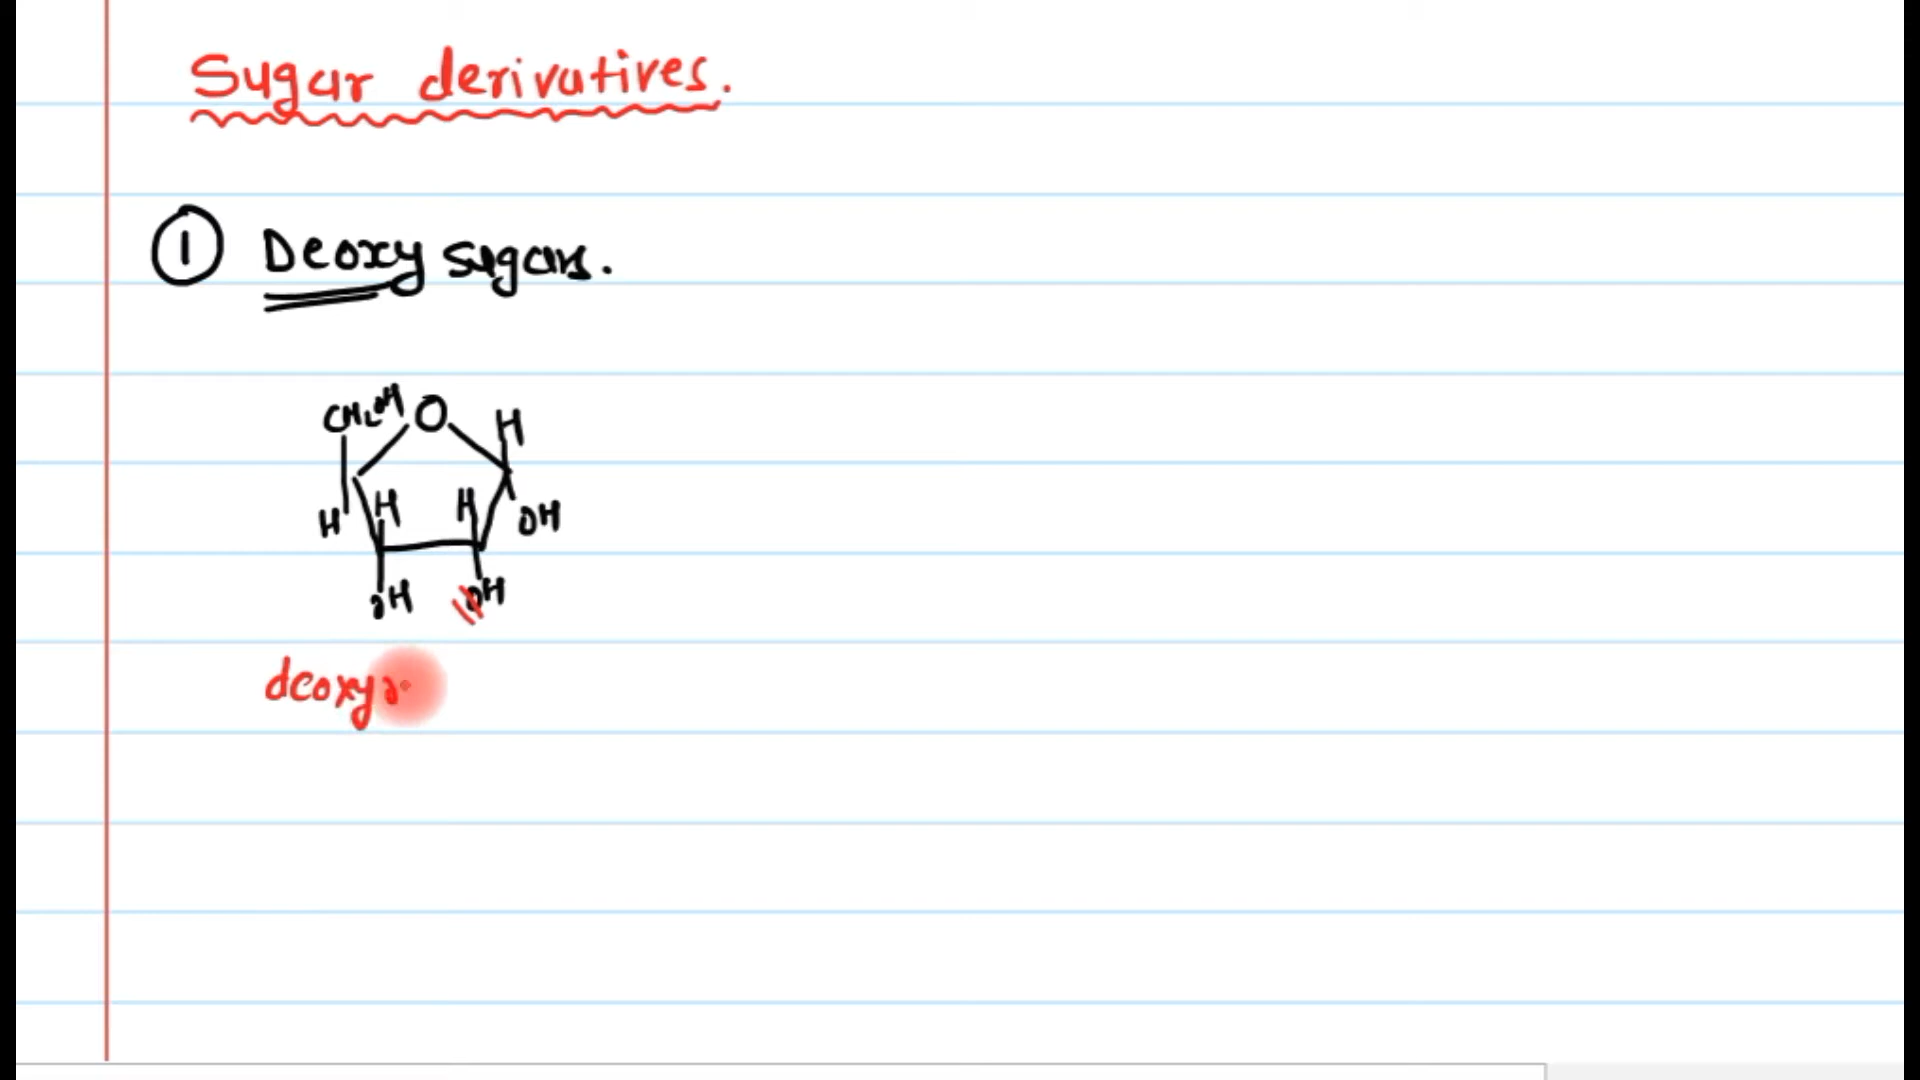 Sugar derivatives.
① Deoxy sugars.
CH₂OH O H
H H H OH
OH OH
deoxy